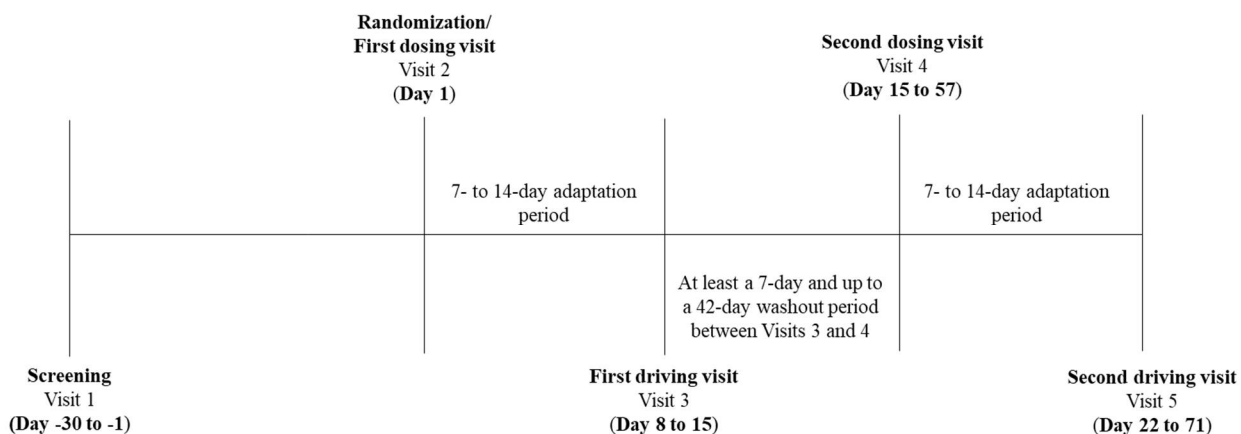 Randomization/
First dosing visit
Visit 2
(Day 1)
Second dosing visit
Visit 4
(Day 15 to 57)
7- to 14-day adaptation
period
7- to 14-day adaptation
period
At least a 7-day and up to
a 42-day washout period
between Visits 3 and 4
Screening
Visit 1
(Day -30 to -1)
First driving visit
Visit 3
(Day 8 to 15)
Second driving visit
Visit 5
(Day 22 to 71)